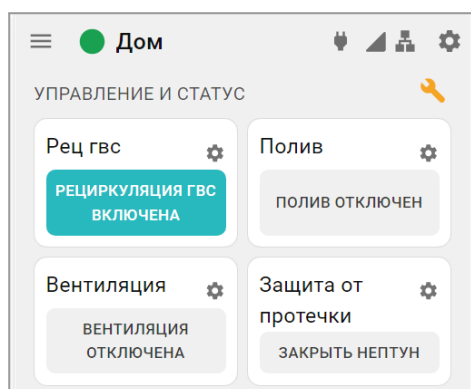 Дом
УПРАВЛЕНИЕ И СТАТУС
Рец гвс
РЕЦИРКУЛЯЦИЯ ГВС
ВКЛЮЧЕНА
Полив
ПОЛИВ ОТКЛЮЧЕН
Вентиляция
ВЕНТИЛЯЦИЯ
ОТКЛЮЧЕНА
Защита от
протечки
ЗАКРЫТЬ НЕПТУН